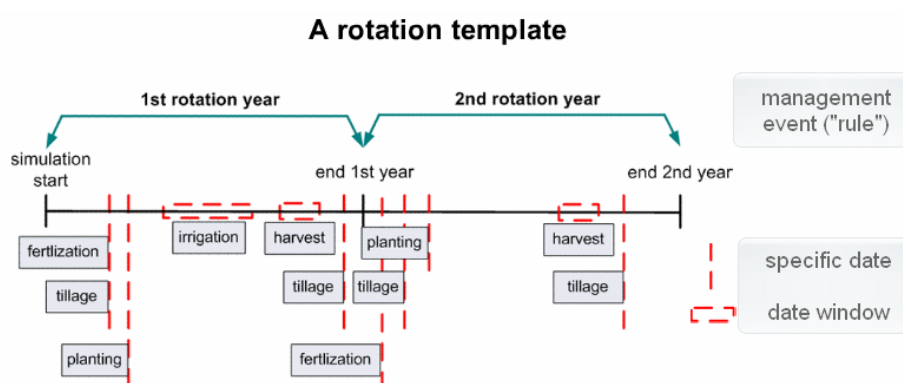 A rotation template
1st rotation year
2nd rotation year
management
event ("rule")
simulation
start
end 1st year
end 2nd year
fertlization
irrigation
harvest
planting
harvest
tillage
tillage
tillage
tillage
planting
fertlization
specific date
date window